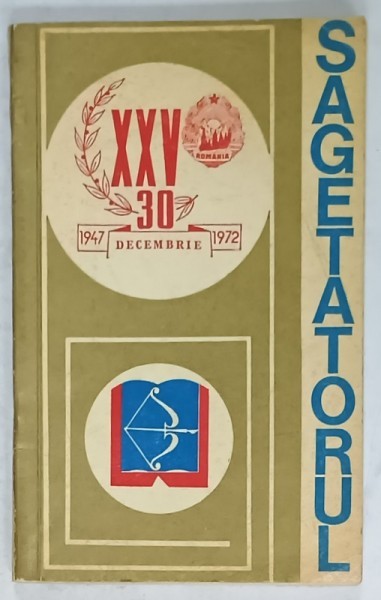 XXV
ROMÂNIA
30
1947 DECEMBRIE 1972
SAGETATORUL